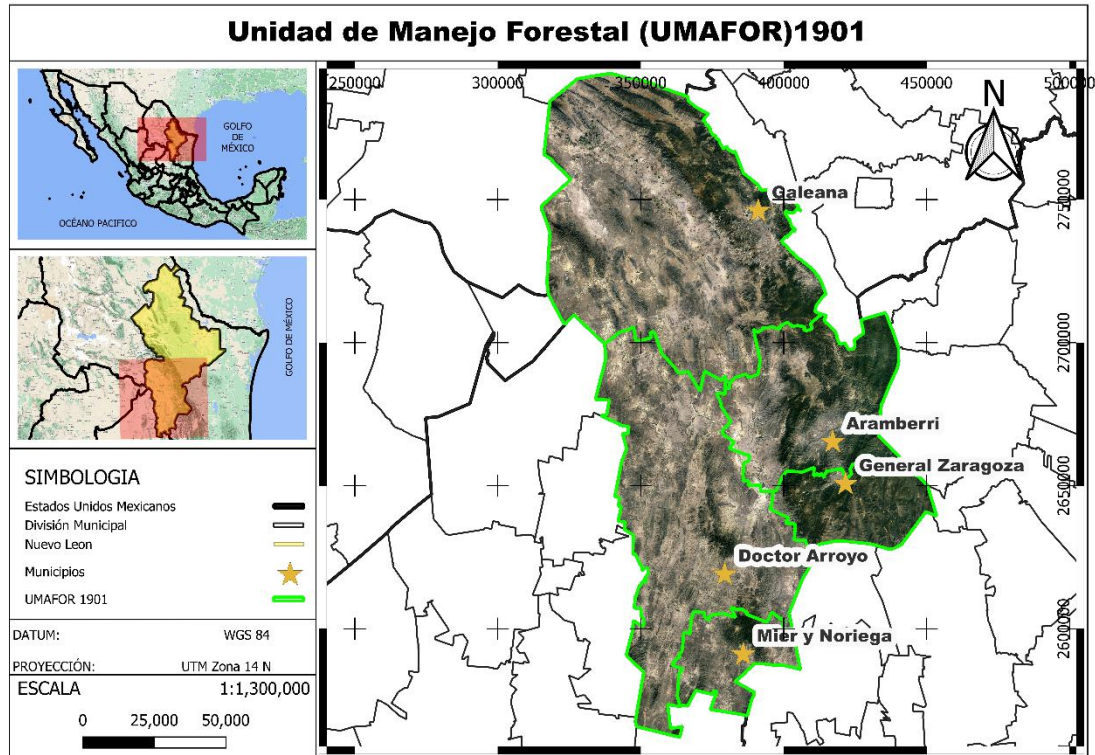 Unidad de Manejo Forestal (UMAFOR)1901
GOLFO
DE
MÉXICO
OCÉANO PACIFICO
GOLFO DE MÉXICO
SIMBOLOGIA
Estados Unidos Mexicanos
División Municipal
Nuevo Leon
Municipios
UMAFOR 1901
DATUM: WGS 84
PROYECCIÓN: UTM Zona 14 N
ESCALA 1:1,300,000
0 25,000 50,000
250000 300000 350000 400000 450000 500000
N
Galeana
2750000
2700000
Aramberri
General Zaragoza
2650000
Doctor Arroyo
2600000
Mier y Noriega